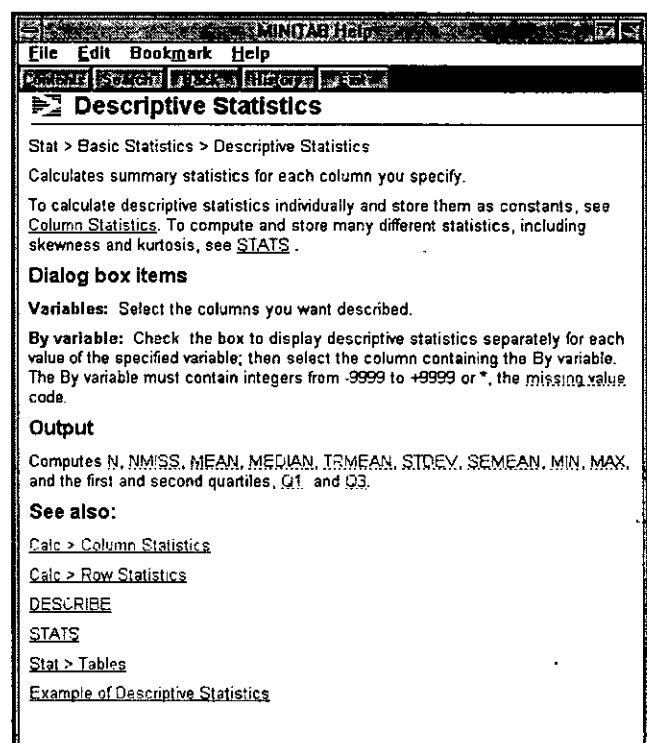 MINITAB Help
File Edit Bookmark Help
Contents Search Back History
Descriptive Statistics
Stat > Basic Statistics > Descriptive Statistics
Calculates summary statistics for each column you specify.
To calculate descriptive statistics individually and store them as constants, see
Column Statistics. To compute and store many different statistics, including
skewness and kurtosis, see STATS .
Dialog box items
Variables: Select the columns you want described.
By variable: Check the box to display descriptive statistics separately for each
value of the specified variable; then select the column containing the By variable.
The By variable must contain integers from -9999 to +9999 or *, the missing value
code.
Output
Computes N, NMISS, MEAN, MEDIAN, TRMEAN, STDEV, SEMEAN, MIN, MAX,
and the first and second quartiles, Q1 and Q3.
See also:
Calc > Column Statistics
Calc > Row Statistics
DESCRIBE
STATS
Stat > Tables
Example of Descriptive Statistics